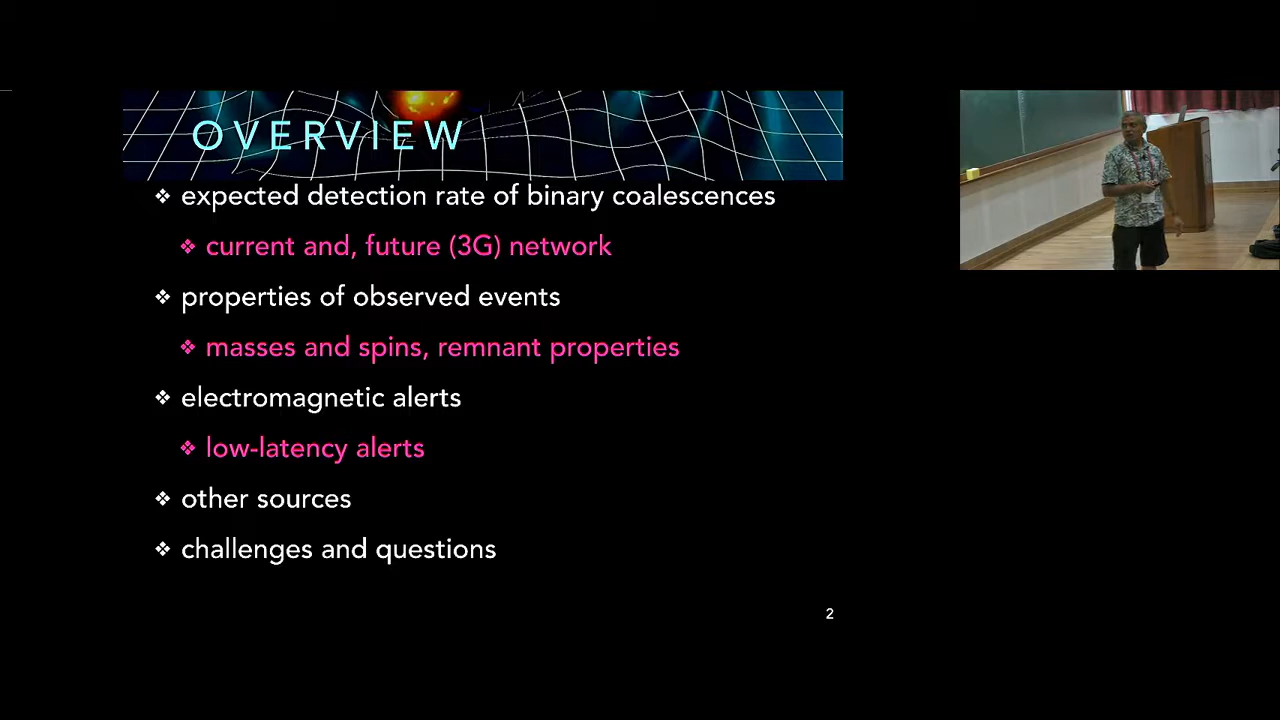 OVERVIEW
❖ expected detection rate of binary coalescences
❖ current and, future (3G) network
❖ properties of observed events
❖ masses and spins, remnant properties
❖ electromagnetic alerts
❖ low-latency alerts
❖ other sources
❖ challenges and questions
2